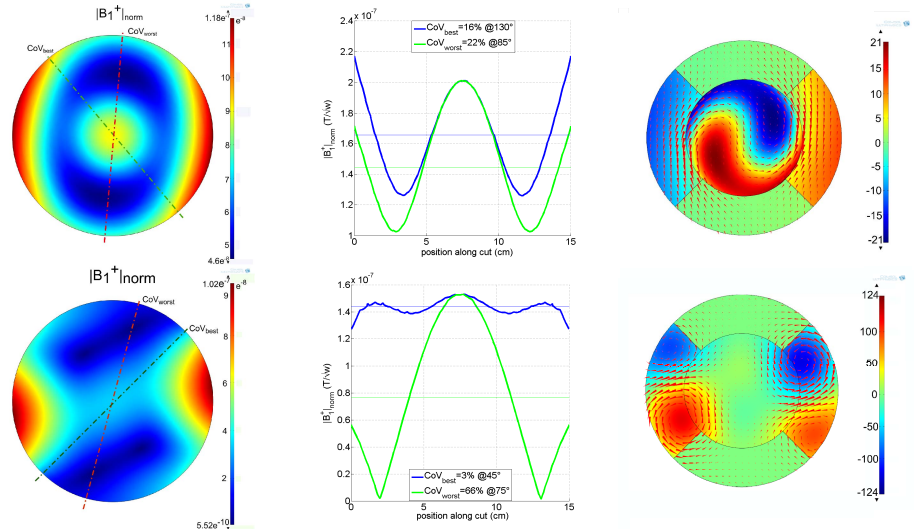 |B₁⁺|norm
1.18e⁻⁷
e⁻⁸
CoVworst
CoVbest
11
10
9
8
7
6
5
4.6e⁻⁸
x 10⁻⁷
2.4
2.2
2
1.8
1.6
1.4
1.2
1
CoVbest=16% @130°
CoVworst=22% @85°
|B₁⁺|norm (T/√w)
0
5
10
15
position along cut (cm)
21
15
10
5
0
-5
-10
-15
-21
|B₁⁺|norm
1.02e⁻⁷
e⁻⁸
CoVworst
CoVbest
9
8
6
4
2
1
5.52e⁻¹⁰
x 10⁻⁷
1.6
1.4
1.2
1
0.8
0.6
0.4
0.2
0
CoVbest=3% @45°
CoVworst=66% @75°
|B₁⁺|norm (T/√w)
0
5
10
15
position along cut (cm)
124
100
50
0
-50
-100
-124